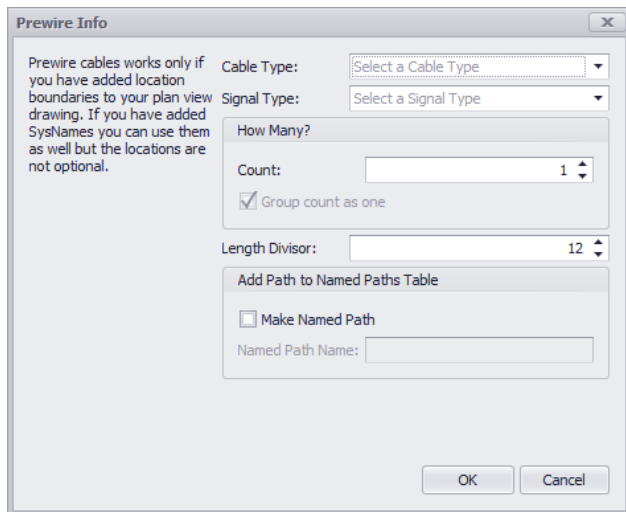 Prewire Info
Prewire cables works only if
you have added location
boundaries to your plan view
drawing. If you have added
SysNames you can use them
as well but the locations are
not optional.
Cable Type: Select a Cable Type
Signal Type: Select a Signal Type
How Many?
Count: 1
Group count as one
Length Divisor: 12
Add Path to Named Paths Table
Make Named Path
Named Path Name:
OK Cancel